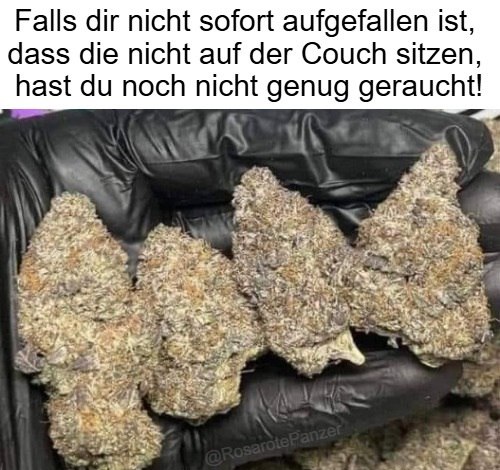 Falls dir nicht sofort aufgefallen ist,
dass die nicht auf der Couch sitzen,
hast du noch nicht genug geraucht!
@RosarotePanzer